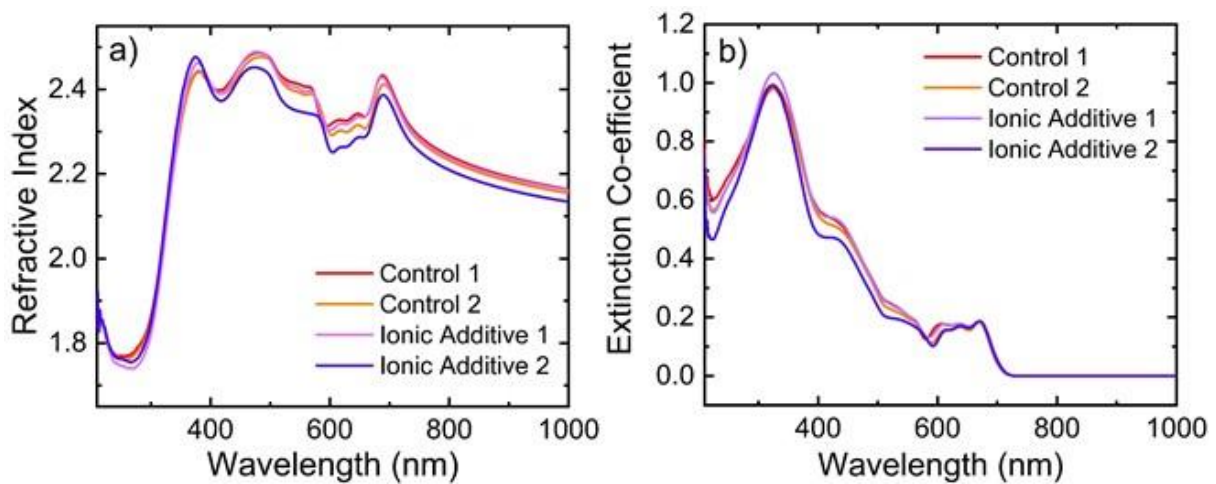 a)
2.4
2.2
2.0
1.8
Refractive Index
Control 1
Control 2
Ionic Additive 1
Ionic Additive 2
400
600
800
1000
Wavelength (nm)
b)
1.2
1.0
0.8
0.6
0.4
0.2
0.0
Extinction Co-efficient
Control 1
Control 2
Ionic Additive 1
Ionic Additive 2
400
600
800
1000
Wavelength (nm)